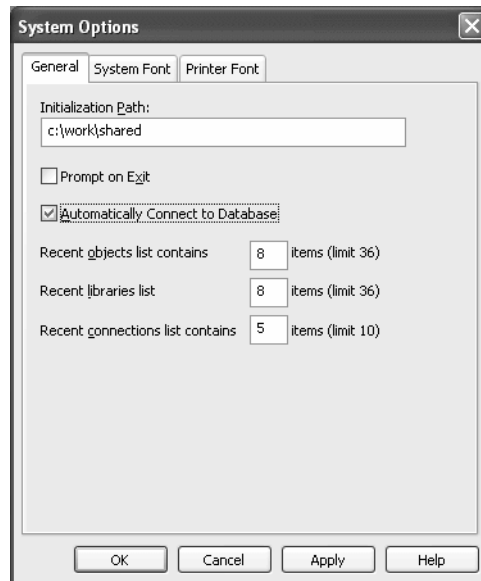 System Options
General System Font Printer Font
Initialization Path:
c:\work\shared
Prompt on Exit
Automatically Connect to Database
Recent objects list contains 8 items (limit 36)
Recent libraries list 8 items (limit 36)
Recent connections list contains 5 items (limit 10)
OK Cancel Apply Help